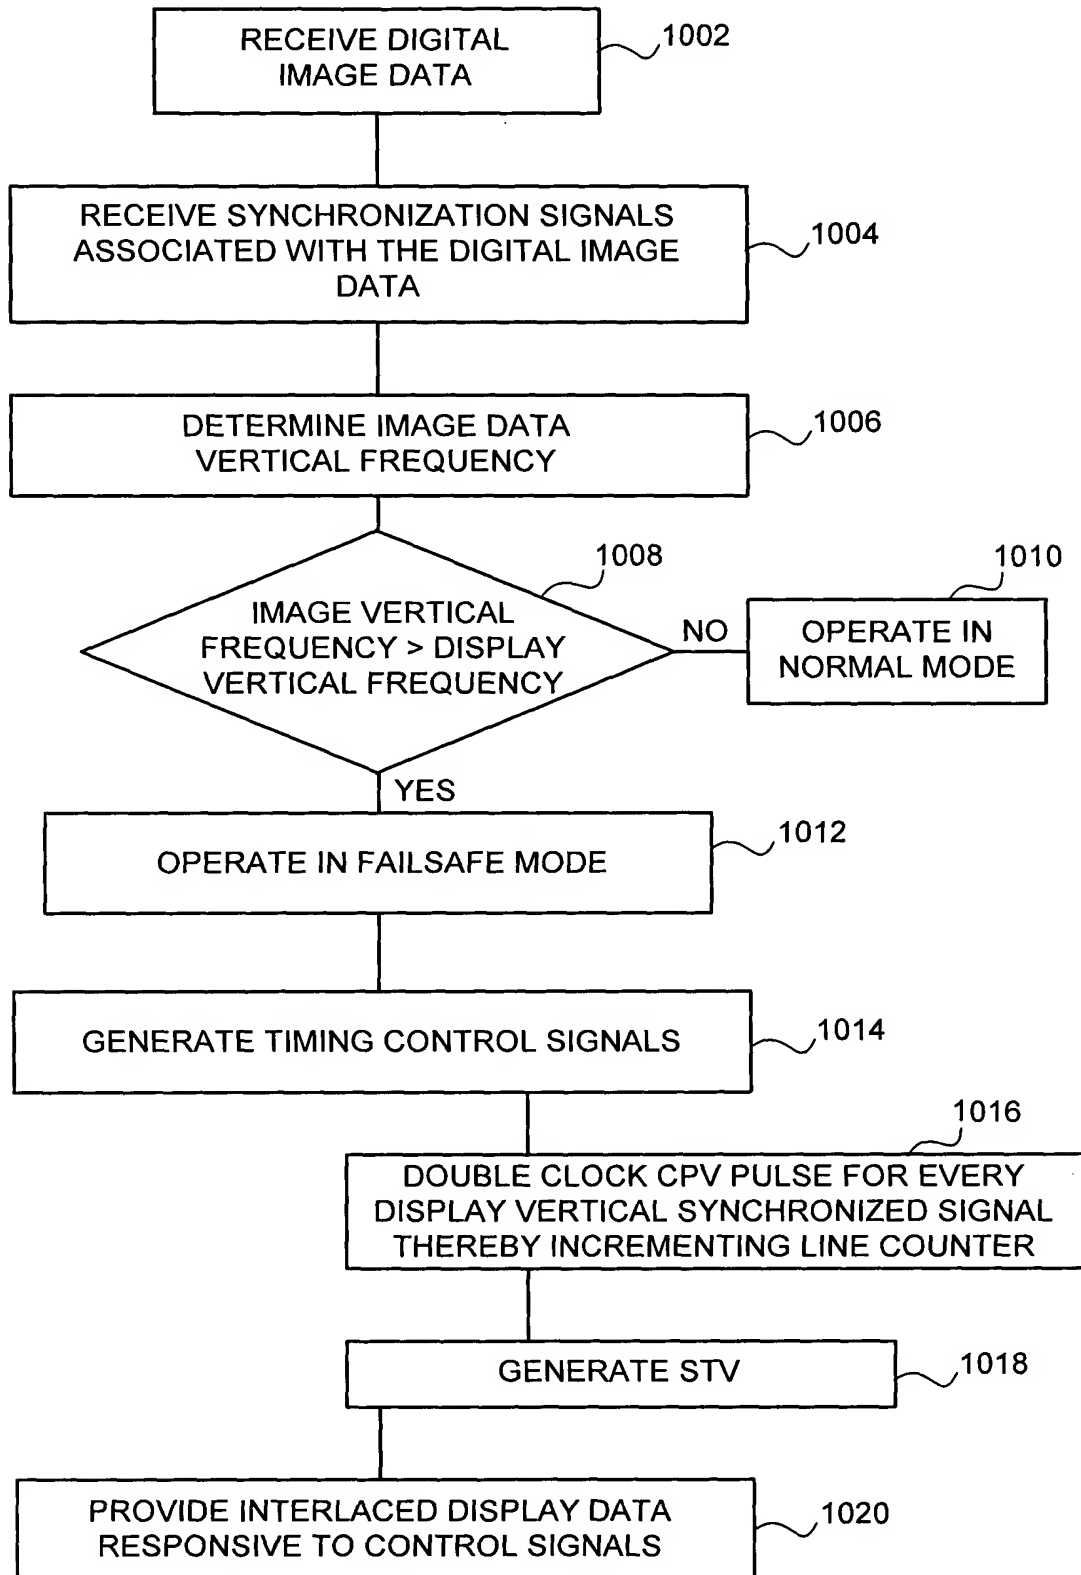 RECEIVE DIGITAL
IMAGE DATA
1002
RECEIVE SYNCHRONIZATION SIGNALS
ASSOCIATED WITH THE DIGITAL IMAGE
DATA
1004
DETERMINE IMAGE DATA
VERTICAL FREQUENCY
1006
IMAGE VERTICAL
FREQUENCY > DISPLAY
VERTICAL FREQUENCY
1008
NO
OPERATE IN
NORMAL MODE
1010
YES
OPERATE IN FAILSAFE MODE
1012
GENERATE TIMING CONTROL SIGNALS
1014
DOUBLE CLOCK CPV PULSE FOR EVERY
DISPLAY VERTICAL SYNCHRONIZED SIGNAL
THEREBY INCREMENTING LINE COUNTER
1016
GENERATE STV
1018
PROVIDE INTERLACED DISPLAY DATA
RESPONSIVE TO CONTROL SIGNALS
1020